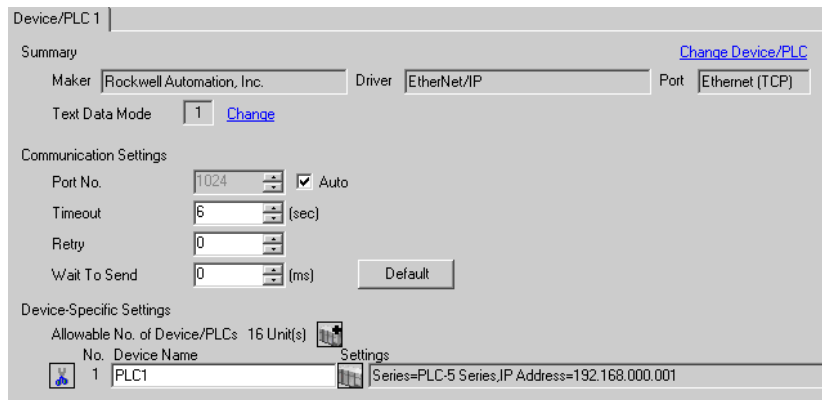 Device/PLC 1
Summary Change Device/PLC
Maker Rockwell Automation, Inc. Driver EtherNet/IP Port Ethernet (TCP)
Text Data Mode 1 Change
Communication Settings
Port No. 1024 Auto
Timeout 6 (sec)
Retry 0
Wait To Send 0 (ms) Default
Device-Specific Settings
Allowable No. of Device/PLCs 16 Unit(s)
No. Device Name Settings
1 PLC1 Series=PLC-5 Series,IP Address=192.168.000.001